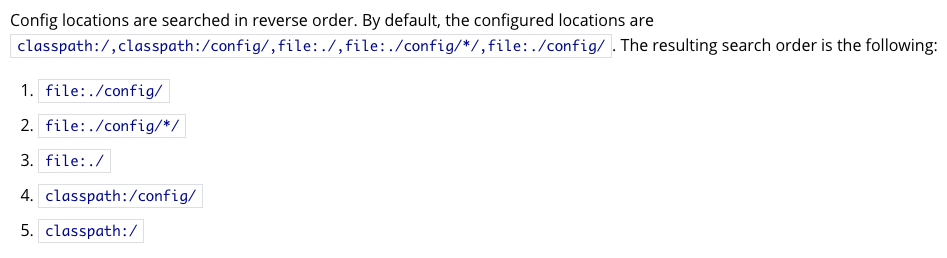 Config locations are searched in reverse order. By default, the configured locations are
classpath:/,classpath:/config/,file:./,file:./config/*/,file:./config/. The resulting search order is the following:
1. file:./config/
2. file:./config/*/
3. file:./
4. classpath:/config/
5. classpath:/